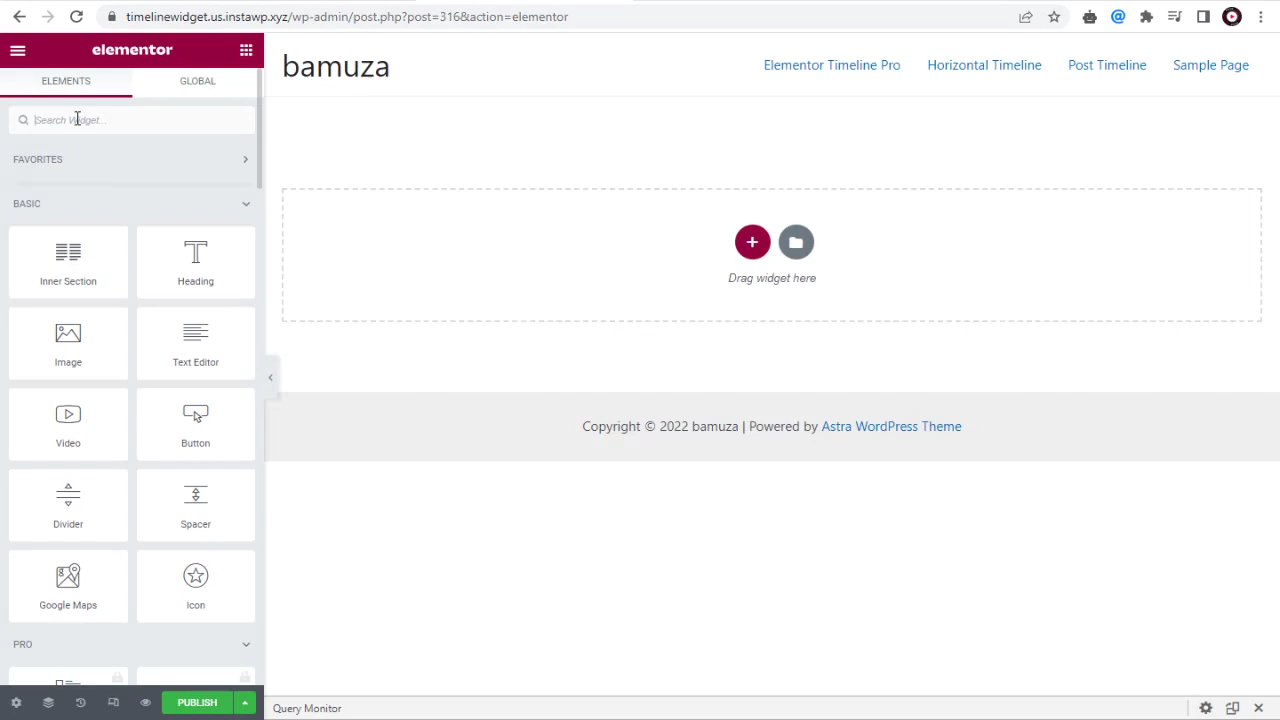 timelinewidget.us.instawp.xyz/wp-admin/post.php?post=316&action=elementor
elementor
ELEMENTS
GLOBAL
Search Widget...
FAVORITES
BASIC
Inner Section
Heading
Image
Text Editor
Video
Button
Divider
Spacer
Google Maps
Icon
PRO
PUBLISH
bamuza
Elementor Timeline Pro
Horizontal Timeline
Post Timeline
Sample Page
Drag widget here
Copyright © 2022 bamuza | Powered by Astra WordPress Theme
Query Monitor